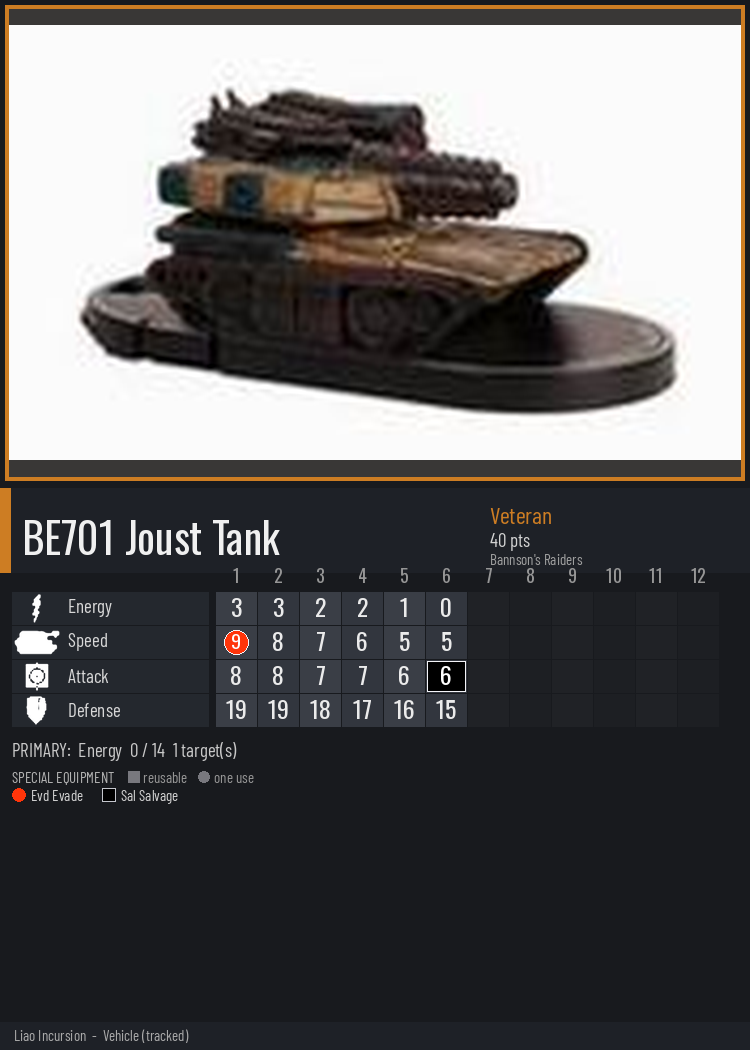 BE701 Joust Tank
Veteran
40 pts
Bannson's Raiders
1 2 3 4 5 6 7 8 9 10 11 12
Energy 3 3 2 2 1 0
Speed 9 8 7 6 5 5
Attack 8 8 7 7 6 6
Defense 19 19 18 17 16 15
PRIMARY: Energy 0 / 14 1 target(s)
SPECIAL EQUIPMENT reusable one use
Evd Evade Sal Salvage
Liao Incursion - Vehicle (tracked)